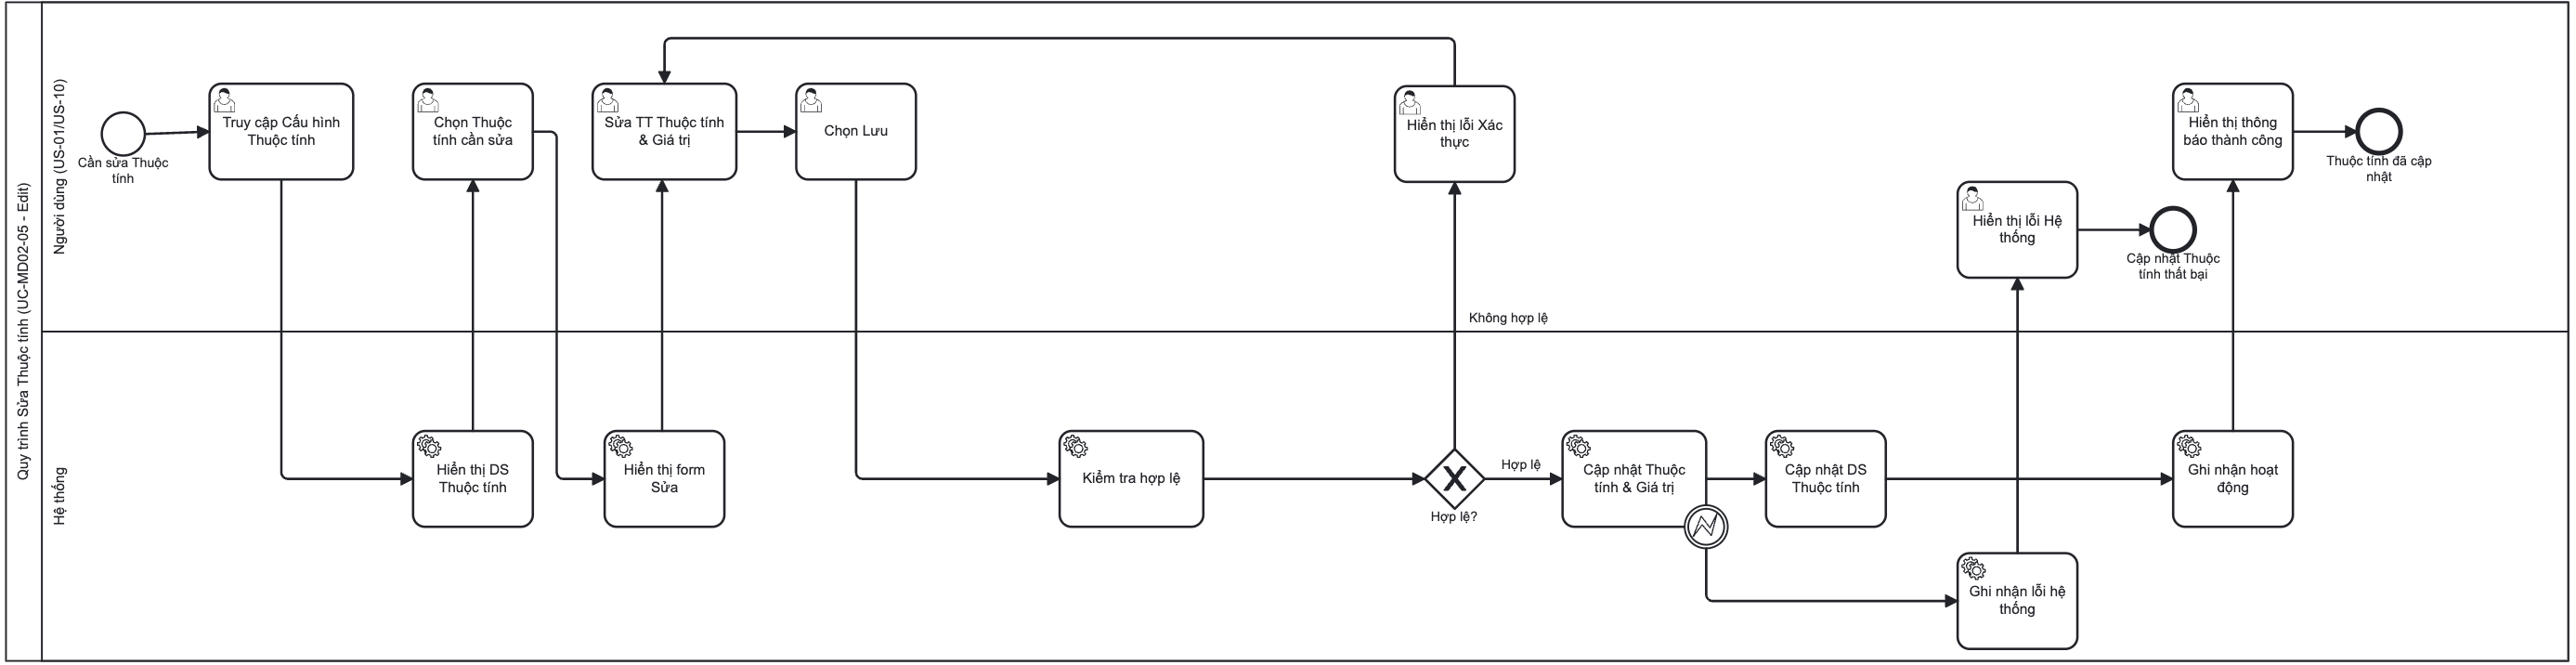 Quy trình Sửa Thuộc tính (UC-MD02-05 - Edit)
Người dùng (US-01/US-10)
Cần sửa Thuộc
tính
Truy cập Cấu hình
Thuộc tính
Chọn Thuộc
tính cần sửa
Sửa TT Thuộc tính
& Giá trị
Chọn Lưu
Hiển thị lỗi Xác
thực
Hiển thị lỗi Hệ
thống
Cập nhật Thuộc
tính thất bại
Hiển thị thông
báo thành công
Thuộc tính đã cập
nhật
Không hợp lệ
Hệ thống
Hiển thị DS
Thuộc tính
Hiển thị form
Sửa
Kiểm tra hợp lệ
Hợp lệ?
Hợp lệ
Cập nhật Thuộc
tính & Giá trị
Cập nhật DS
Thuộc tính
Ghi nhận lỗi hệ
thống
Ghi nhận hoạt
động